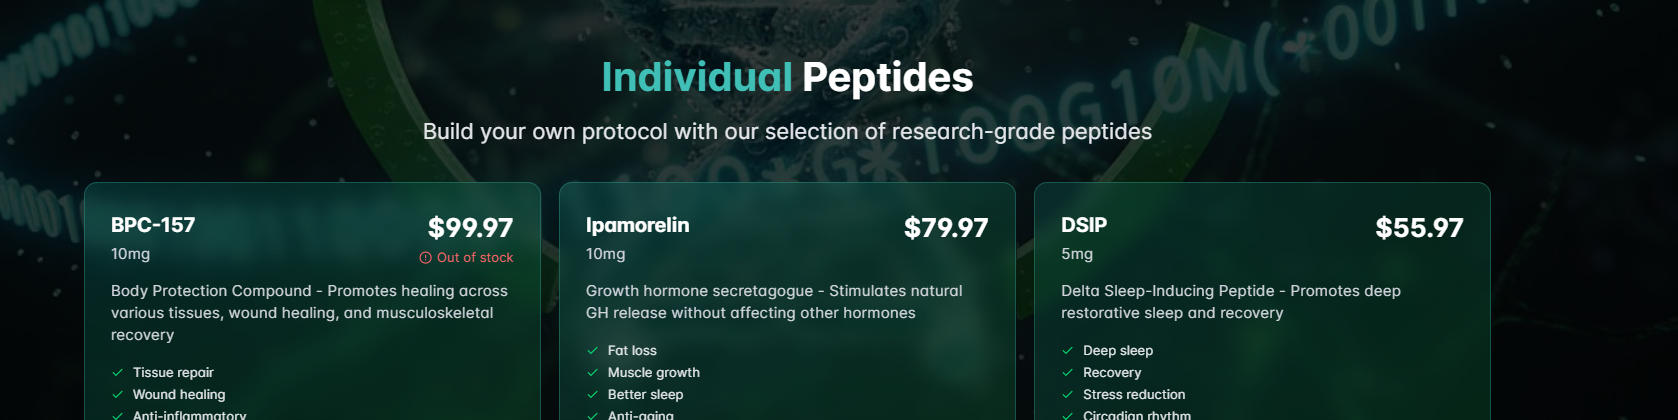 Individual Peptides
Build your own protocol with our selection of research-grade peptides
BPC-157
$99.97
10mg
Out of stock
Body Protection Compound - Promotes healing across
various tissues, wound healing, and musculoskeletal
recovery
Tissue repair
Wound healing
Anti-inflammatory
Ipamorelin
$79.97
10mg
Growth hormone secretagogue - Stimulates natural
GH release without affecting other hormones
Fat loss
Muscle growth
Better sleep
Anti-aging
DSIP
$55.97
5mg
Delta Sleep-Inducing Peptide - Promotes deep
restorative sleep and recovery
Deep sleep
Recovery
Stress reduction
Circadian rhythm